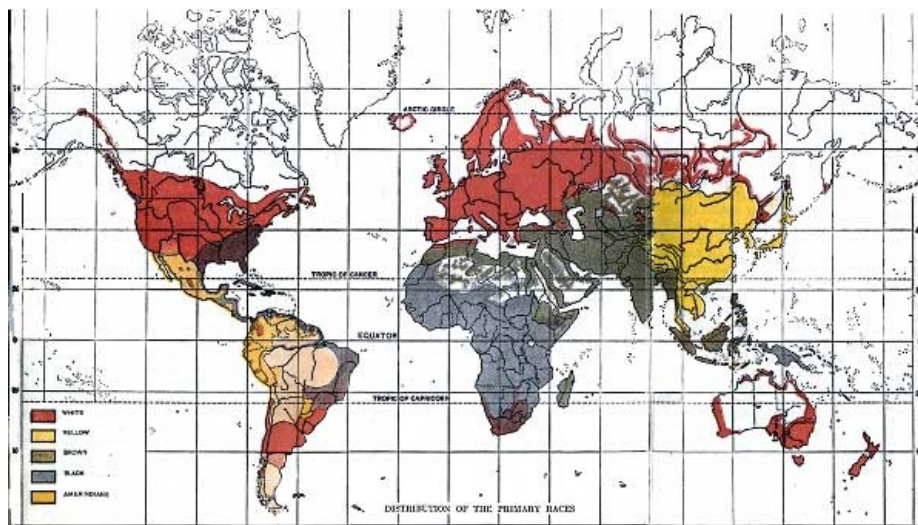 ARCTIC CIRCLE
TROPIC OF CANCER
EQUATOR
TROPIC OF CAPRICORN
WHITE
YELLOW
BROWN
BLACK
AMERINDIANS
DISTRIBUTION OF THE PRIMARY RACES